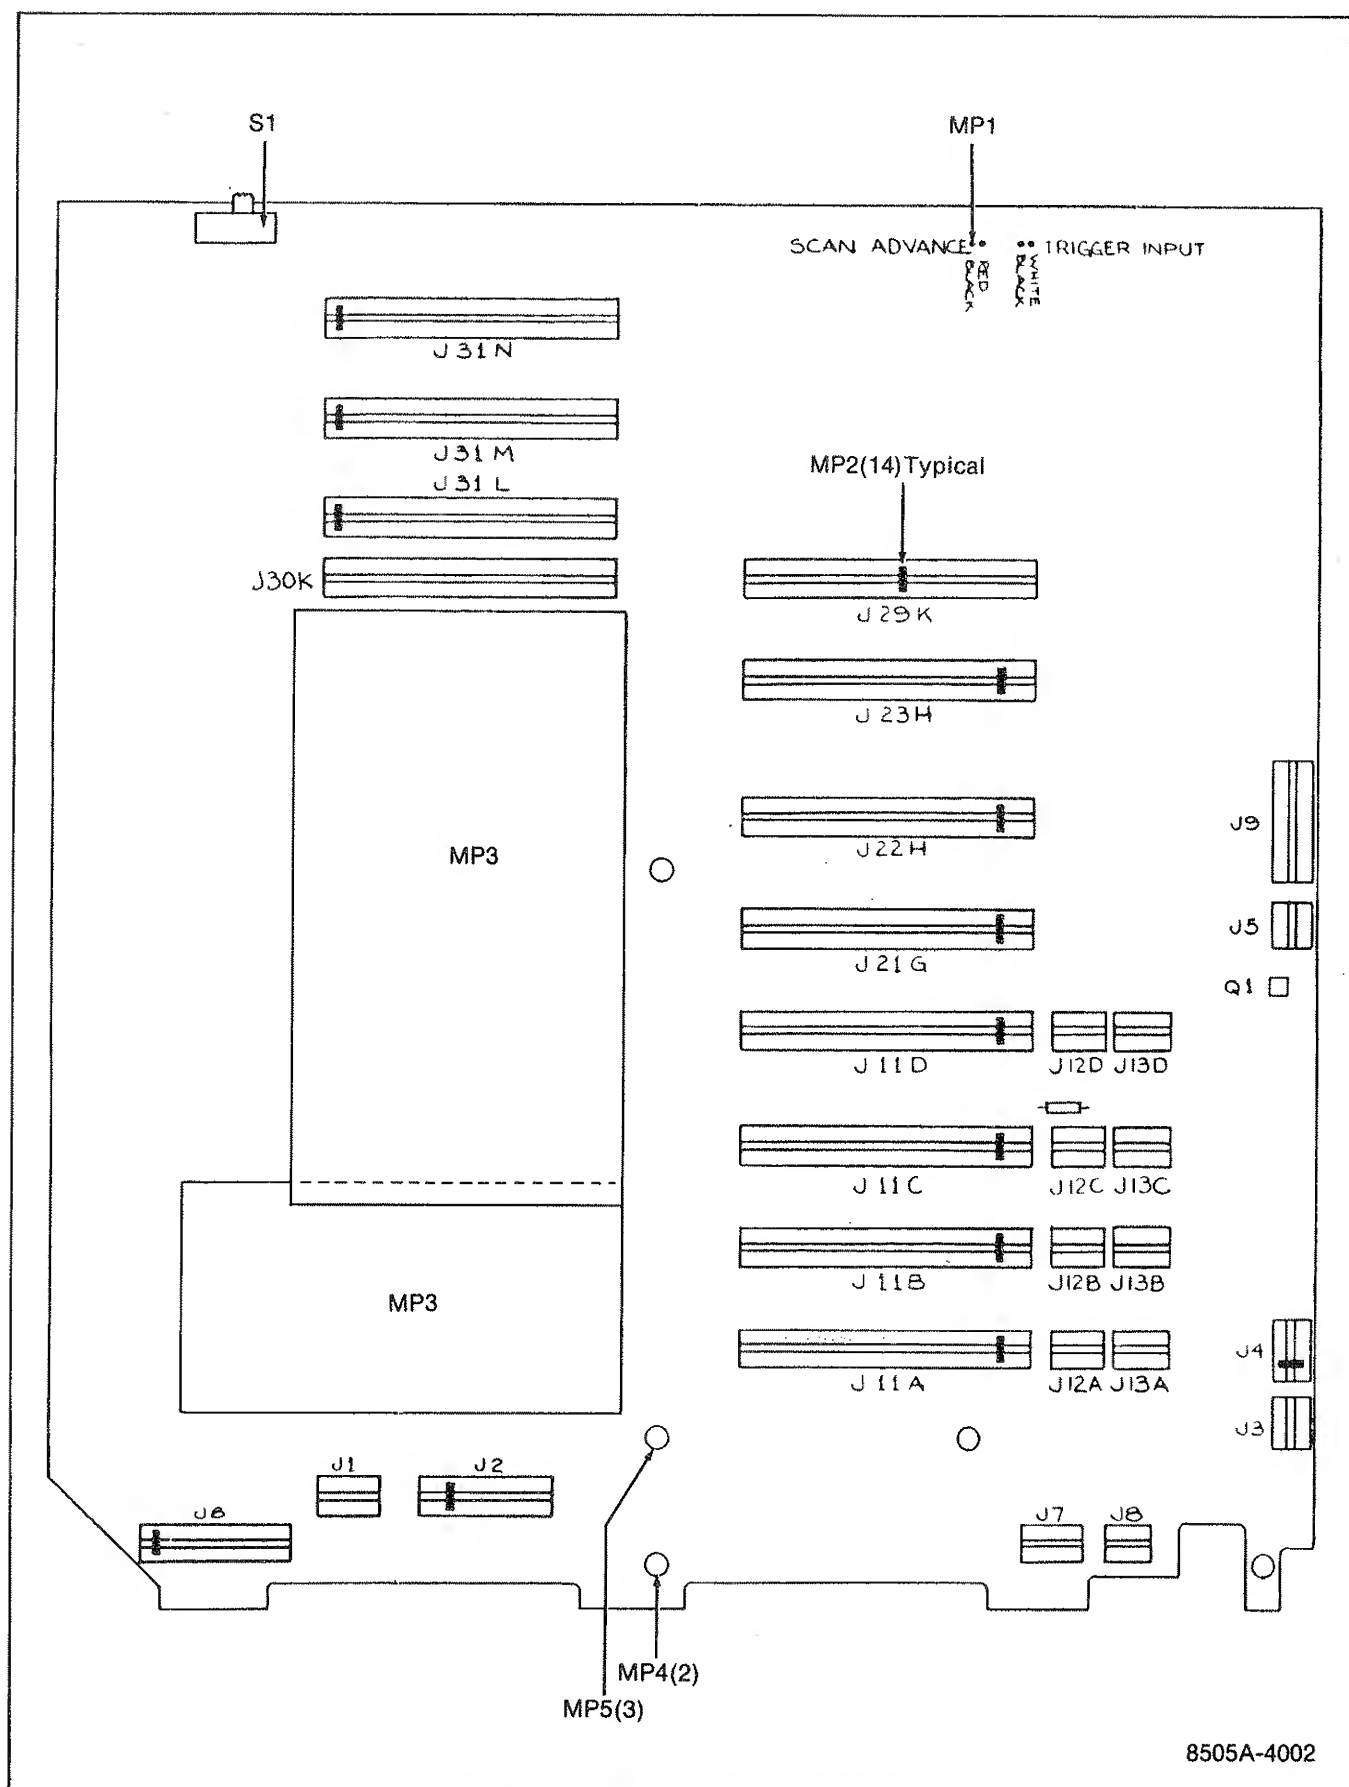 S1
MP1
SCAN ADVANCE TRIGGER INPUT
RED
BLACK
WHITE
BLACK
J31N
J31M
J31L
MP2(14)Typical
J30K
J29K
J23H
J9
J22H
MP3
J5
J21G
Q1
J11D J12D J13D
J11C J12C J13C
J11B J12B J13B
MP3
J4
J11A J12A J13A
J3
J1 J2
J6
J7 J8
MP4(2)
MP5(3)
8505A-4002